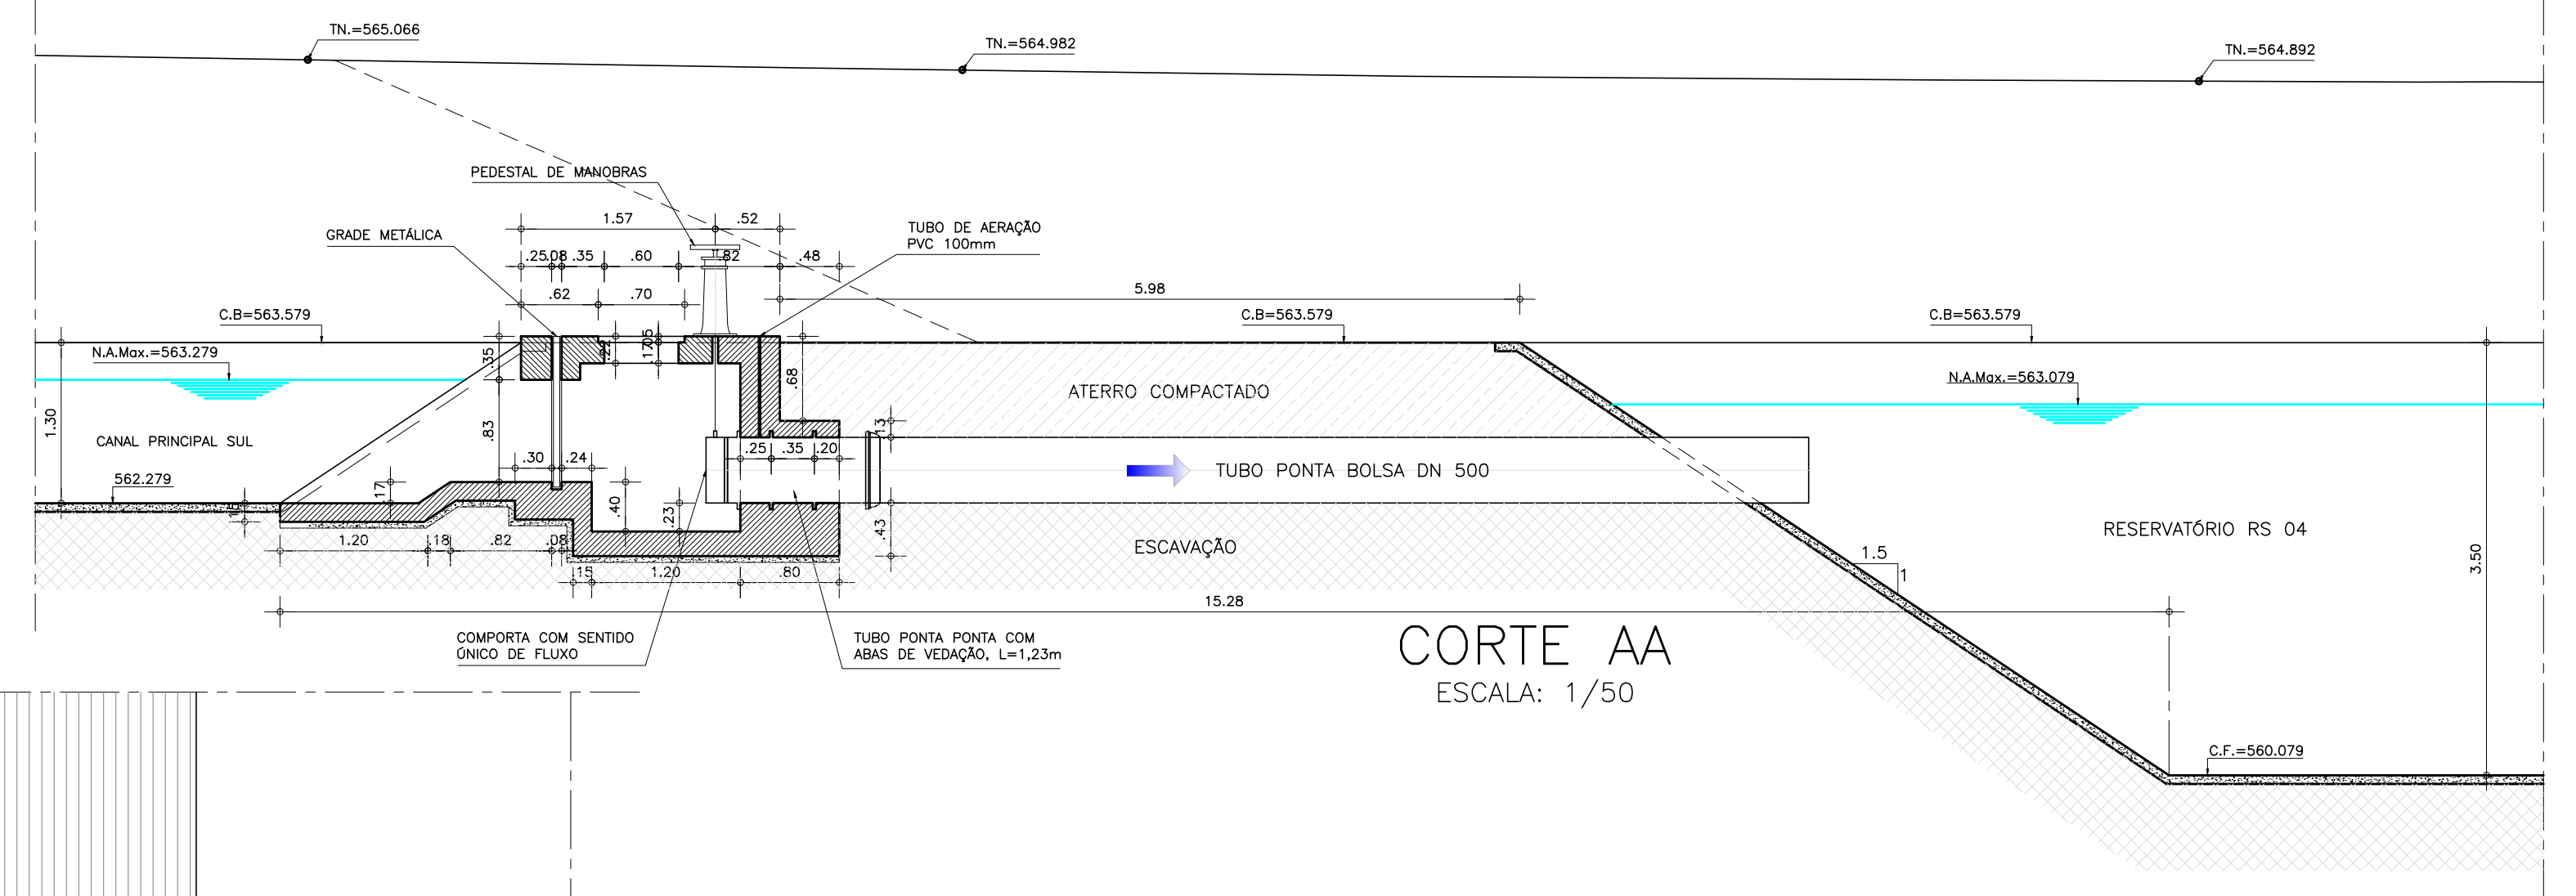 TN.=565.066
TN.=564.982
TN.=564.892
PEDESTAL DE MANOBRAS
1.57
.52
GRADE METÁLICA
TUBO DE AERAÇÃO
PVC 100mm
.25
.08
.35
.60
.82
.48
.62
.70
5.98
C.B=563.579
C.B=563.579
C.B=563.579
N.A.Max.=563.279
N.A.Max.=563.079
.35
.22
.17
.05
.68
ATERRO COMPACTADO
1.30
.83
.13
CANAL PRINCIPAL SUL
.30
.24
.25
.35
.20
TUBO PONTA BOLSA DN 500
562.279
.17
.15
.40
.23
.43
RESERVATÓRIO RS 04
1.20
.18
.82
.08
ESCAVAÇÃO
1.5
1
3.50
.15
1.20
.80
15.28
COMPORTA COM SENTIDO
ÚNICO DE FLUXO
TUBO PONTA PONTA COM
ABAS DE VEDAÇÃO, L=1,23m
CORTE AA
ESCALA: 1/50
C.F.=560.079